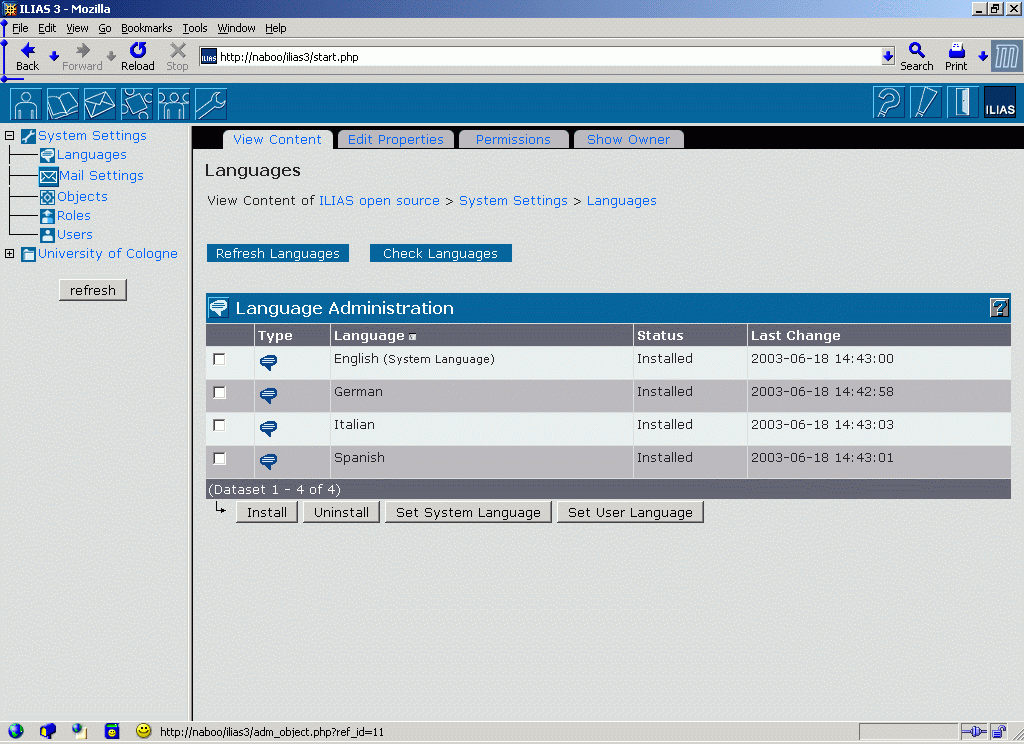 ILIAS 3 - Mozilla
File Edit View Go Bookmarks Tools Window Help
Back Forward Reload Stop ILIAS http://naboo/ilias3/start.php Search Print
ILIAS
System Settings
Languages
Mail Settings
Objects
Roles
Users
University of Cologne
refresh
View Content Edit Properties Permissions Show Owner
Languages
View Content of ILIAS open source > System Settings > Languages
Refresh Languages Check Languages
Language Administration
Type Language Status Last Change
English (System Language) Installed 2003-06-18 14:43:00
German Installed 2003-06-18 14:42:58
Italian Installed 2003-06-18 14:43:03
Spanish Installed 2003-06-18 14:43:01
(Dataset 1 - 4 of 4)
Install Uninstall Set System Language Set User Language
http://naboo/ilias3/adm_object.php?ref_id=11